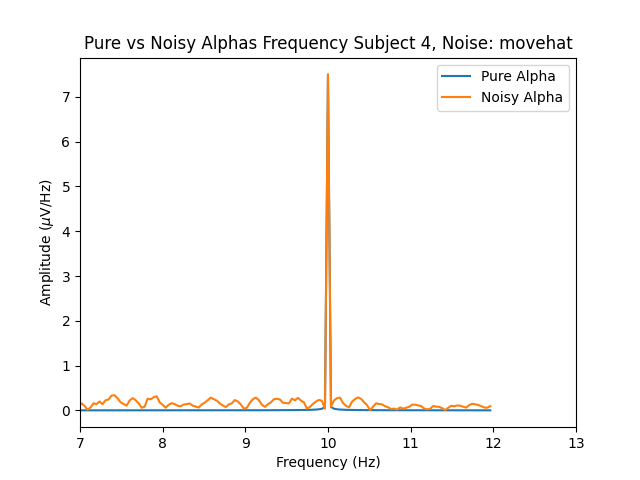 Pure vs Noisy Alphas Frequency Subject 4, Noise: movehat
Pure Alpha
Noisy Alpha
Amplitude (μV/Hz)
7
6
5
4
3
2
1
0
7 8 9 10 11 12 13
Frequency (Hz)